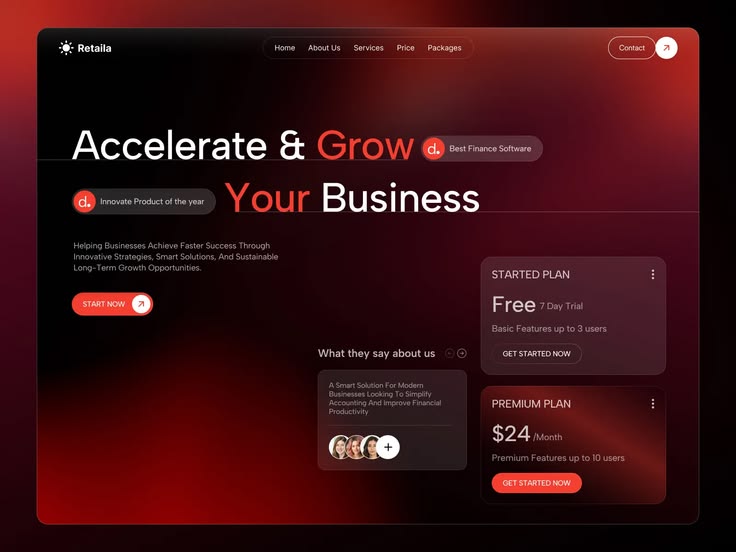 Retaila
Home About Us Services Price Packages
Contact
Accelerate & Grow
d. Best Finance Software
d. Innovate Product of the year
Your Business
Helping Businesses Achieve Faster Success Through
Innovative Strategies, Smart Solutions, And Sustainable
Long-Term Growth Opportunities.
START NOW
What they say about us
A Smart Solution For Modern
Businesses Looking To Simplify
Accounting And Improve Financial
Productivity
STARTED PLAN
Free 7 Day Trial
Basic Features up to 3 users
GET STARTED NOW
PREMIUM PLAN
$24 /Month
Premium Features up to 10 users
GET STARTED NOW